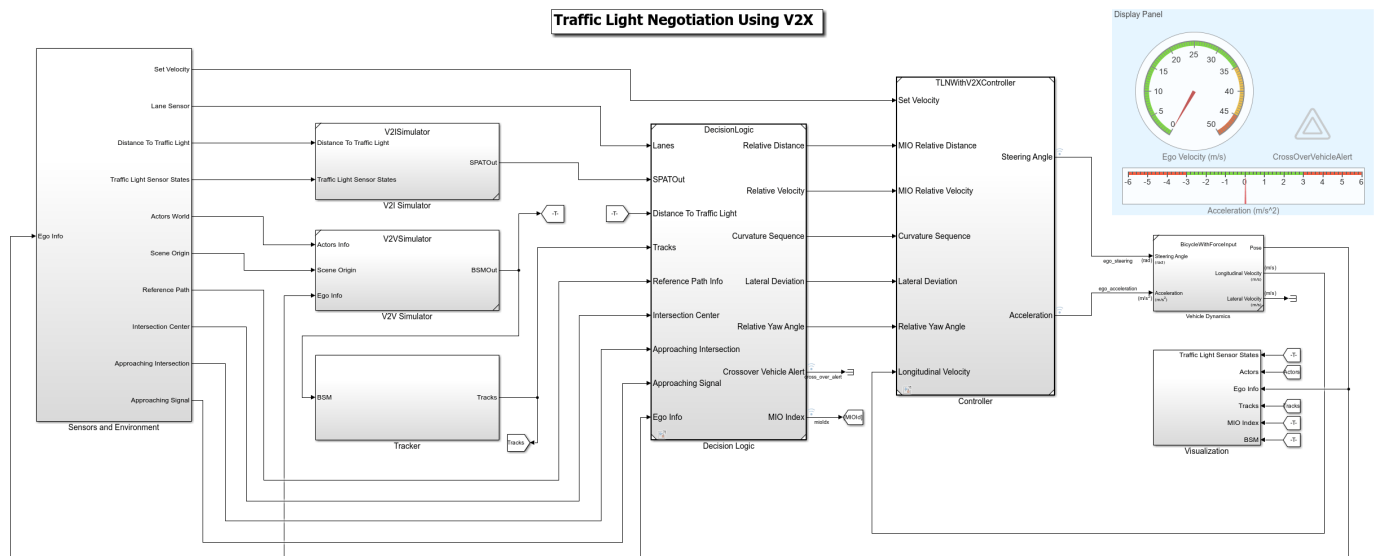 Traffic Light Negotiation Using V2X
Display Panel
0
5
10
15
20
25
30
35
40
45
50
Ego Velocity (m/s)
CrossOverVehicleAlert
-6 -5 -4 -3 -2 -1 0 1 2 3 4 5 6
Acceleration (m/s^2)
Ego Info
Set Velocity
Lane Sensor
Distance To Traffic Light
Traffic Light Sensor States
Actors World
Scene Origin
Reference Path
Intersection Center
Approaching Intersection
Approaching Signal
Sensors and Environment
V2ISimulator
Distance To Traffic Light
Traffic Light Sensor States
SPATOut
V2I Simulator
V2VSimulator
Actors Info
Scene Origin
Ego Info
BSMOut
V2V Simulator
-T-
BSM
Tracks
Tracker
Tracks
-T-
DecisionLogic
Lanes
SPATOut
Distance To Traffic Light
Tracks
Reference Path Info
Intersection Center
Approaching Intersection
Approaching Signal
Ego Info
Relative Distance
Relative Velocity
Curvature Sequence
Lateral Deviation
Relative Yaw Angle
Crossover Vehicle Alert
MIO Index
Decision Logic
cross_over_alert
mioIds
TLNWithV2XController
Set Velocity
MIO Relative Distance
MIO Relative Velocity
Curvature Sequence
Lateral Deviation
Relative Yaw Angle
Longitudinal Velocity
Steering Angle
Acceleration
Controller
ego_steering
(rad)
ego_acceleration
(m/s²)
BicycleWithForceInput
Steering Angle
(rad)
Acceleration
(m/s²)
Pose
Longitudinal Velocity
(m/s)
Lateral Velocity
(m/s)
(m/s)
(m/s)
Vehicle Dynamics
Traffic Light Sensor States
Actors
Ego Info
Tracks
MIO Index
BSM
-T-
Actors
Tracks
-T-
-T-
Visualization